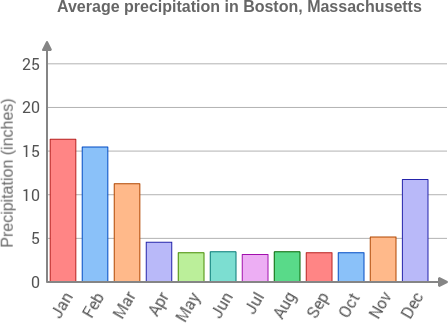 Average precipitation in Boston, Massachusetts
Precipitation (inches)
25
20
15
10
5
0
Jan
Feb
Mar
Apr
May
Jun
Jul
Aug
Sep
Oct
Nov
Dec